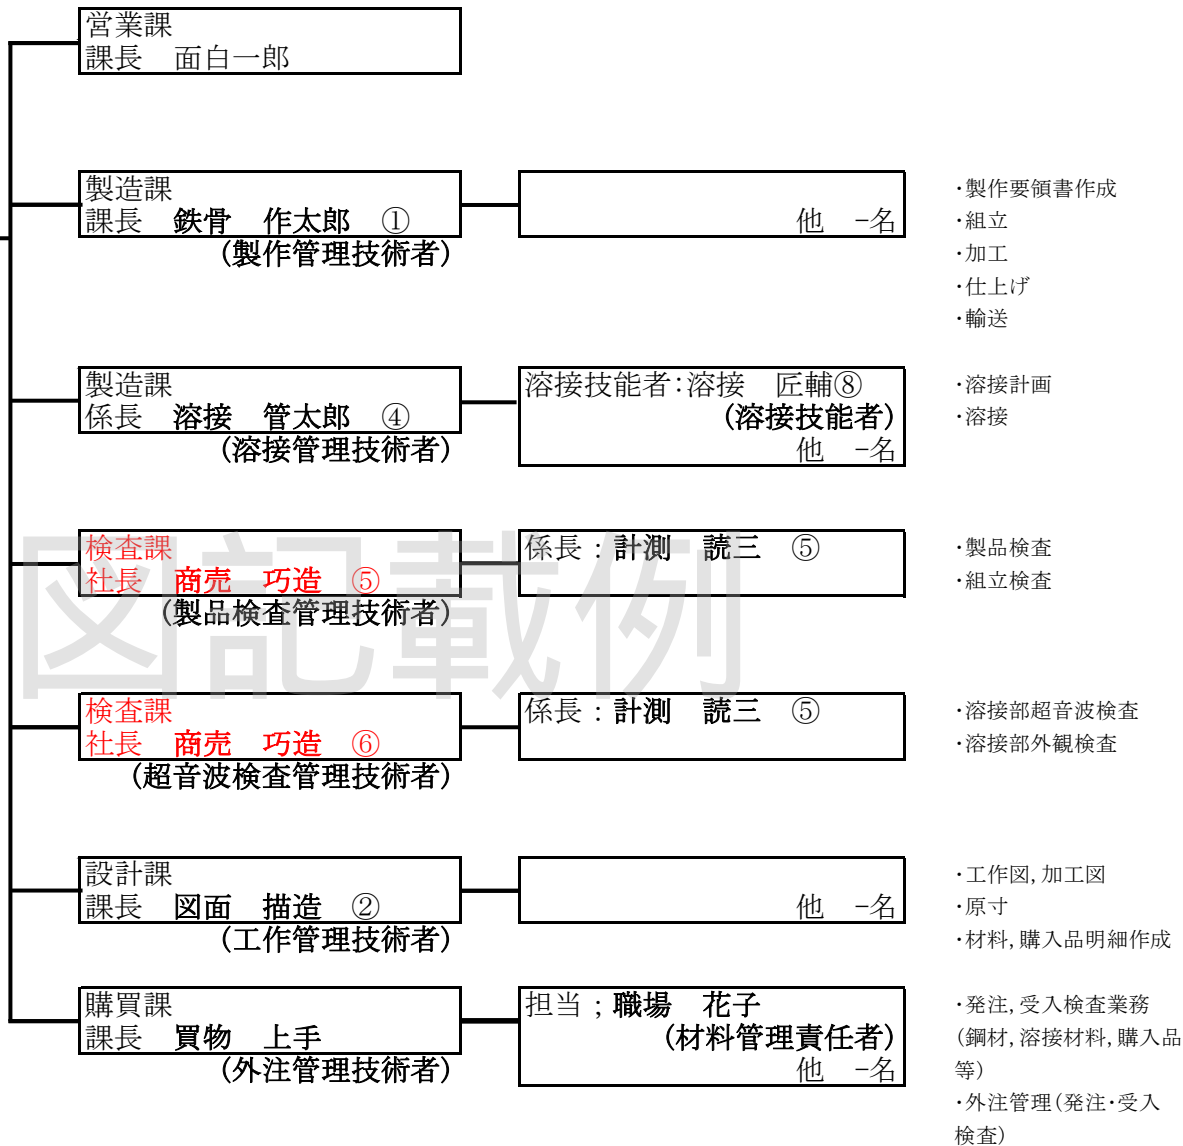 営業課
課長　面白一郎
製造課
課長　鉄骨　作太郎　①
(製作管理技術者)
他　−名
・製作要領書作成
・組立
・加工
・仕上げ
・輸送
製造課
係長　溶接　管太郎　④
(溶接管理技術者)
溶接技能者:溶接　匠輔⑧
(溶接技能者)
他　−名
・溶接計画
・溶接
検査課
社長　商売　巧造　⑤
(製品検査管理技術者)
係長：計測　読三　⑤
・製品検査
・組立検査
図記載例
検査課
社長　商売　巧造　⑥
(超音波検査管理技術者)
係長：計測　読三　⑤
・溶接部超音波検査
・溶接部外観検査
設計課
課長　図面　描造　②
(工作管理技術者)
他　−名
・工作図,加工図
・原寸
・材料,購入品明細作成
購買課
課長　買物　上手
(外注管理技術者)
担当；職場　花子
(材料管理責任者)
他　−名
・発注,受入検査業務
(鋼材,溶接材料,購入品
等)
・外注管理(発注・受入
検査)